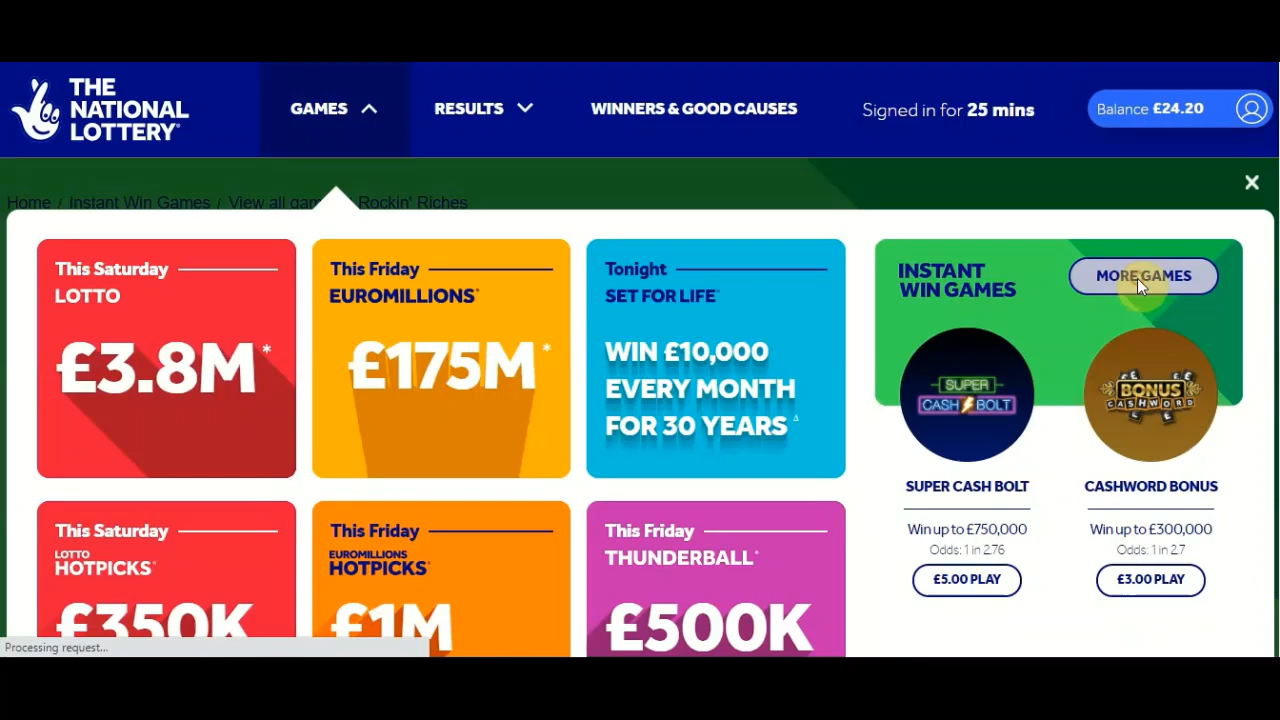 THE
NATIONAL
LOTTERY®
GAMES
RESULTS
WINNERS & GOOD CAUSES
Signed in for 25 mins
Balance £24.20
Home / Instant Win Games / View all gam
Rockin' Riches
This Saturday
LOTTO
£3.8M*
This Friday
EUROMILLIONS®
£175M*
Tonight
SET FOR LIFE
WIN £10,000
EVERY MONTH
FOR 30 YEARS Δ
INSTANT
WIN GAMES
MORE GAMES
SUPER
CASH BOLT
BONUS
CASHWORD
SUPER CASH BOLT
CASHWORD BONUS
Win up to £750,000
Win up to £300,000
Odds: 1 in 2.76
Odds: 1 in 2.7
£5.00 PLAY
£3.00 PLAY
This Saturday
LOTTO
HOTPICKS®
£350K
This Friday
EUROMILLIONS
HOTPICKS®
£1M
This Friday
THUNDERBALL®
£500K
Processing request...